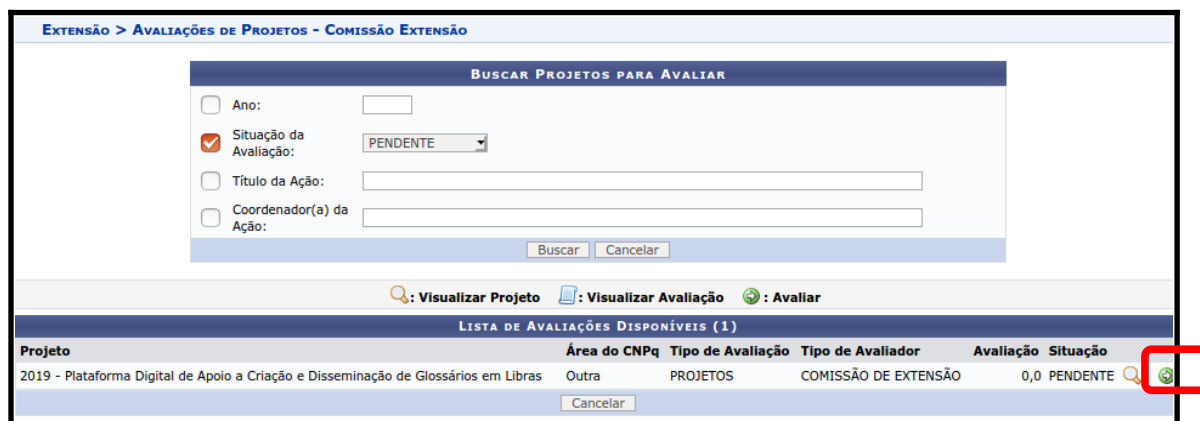 Extensão > Avaliações de Projetos - Comissão Extensão
Buscar Projetos para Avaliar
Ano:
Situação da Avaliação: PENDENTE
Título da Ação:
Coordenador(a) da Ação:
Buscar Cancelar
: Visualizar Projeto : Visualizar Avaliação : Avaliar
Lista de Avaliações Disponíveis (1)
Projeto Área do CNPq Tipo de Avaliação Tipo de Avaliador Avaliação Situação
2019 - Plataforma Digital de Apoio a Criação e Disseminação de Glossários em Libras Outra PROJETOS COMISSÃO DE EXTENSÃO 0,0 PENDENTE
Cancelar